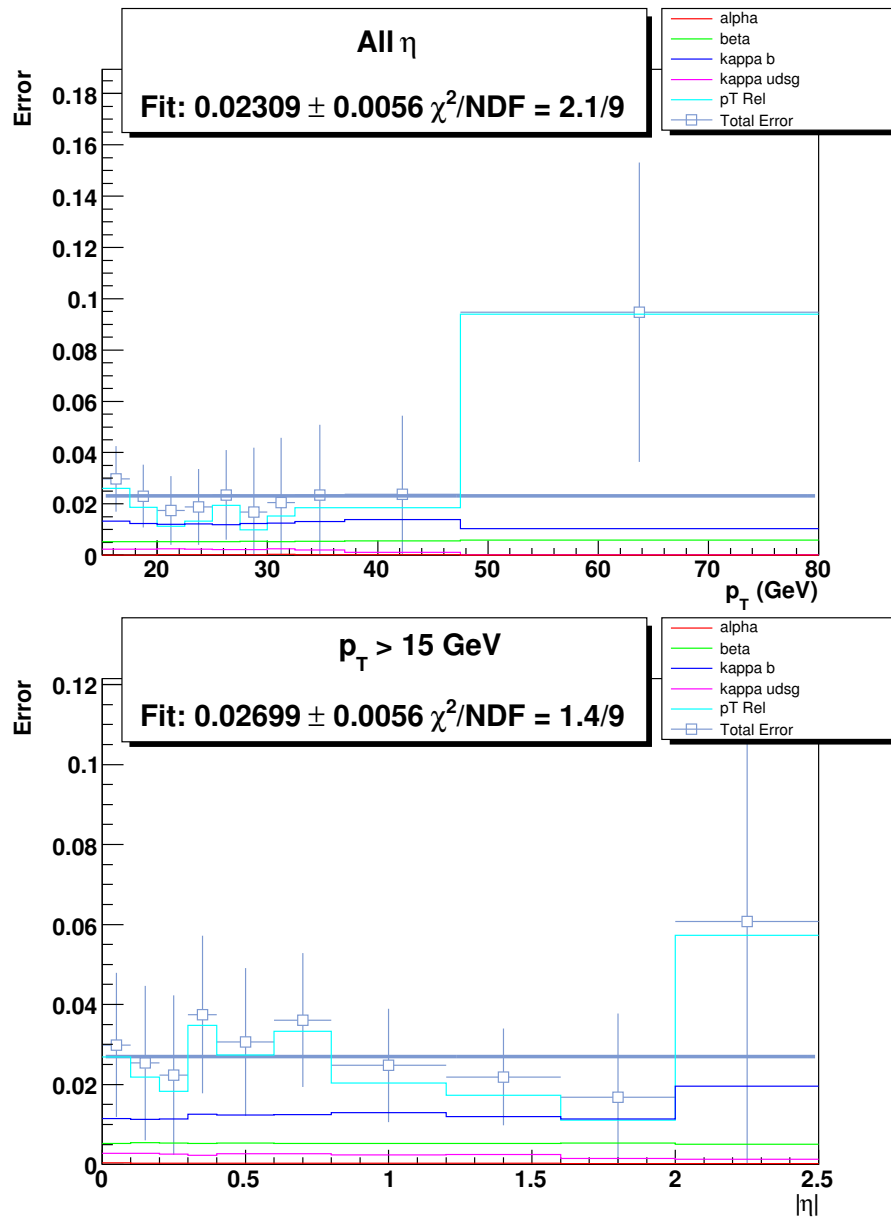 All η
Fit: 0.02309 ± 0.0056 χ²/NDF = 2.1/9
alpha
beta
kappa b
kappa udsg
pT Rel
Total Error
Error
0.18
0.16
0.14
0.12
0.1
0.08
0.06
0.04
0.02
0
20 30 40 50 60 70 80
p_T (GeV)
p_T > 15 GeV
Fit: 0.02699 ± 0.0056 χ²/NDF = 1.4/9
alpha
beta
kappa b
kappa udsg
pT Rel
Total Error
Error
0.12
0.1
0.08
0.06
0.04
0.02
0
0 0.5 1 1.5 2 2.5
|η|